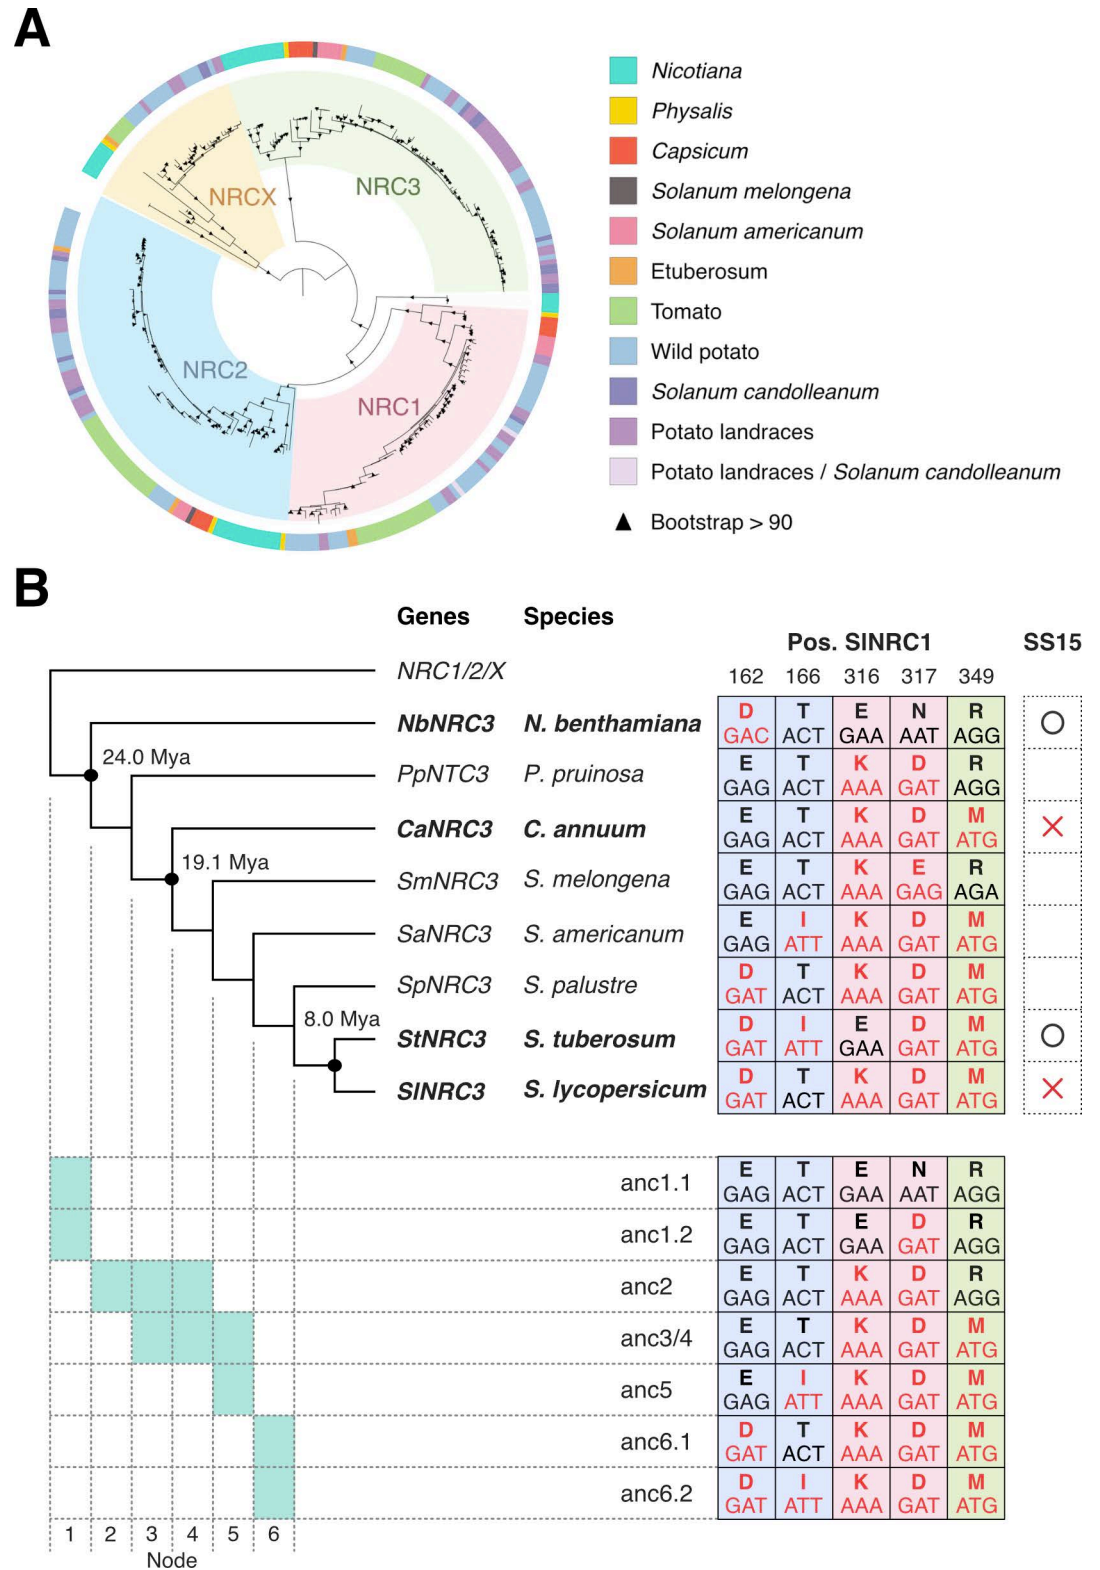 A
NRCX
NRC3
NRC2
NRC1
Nicotiana
Physalis
Capsicum
Solanum melongena
Solanum americanum
Etuberosum
Tomato
Wild potato
Solanum candolleanum
Potato landraces
Potato landraces / Solanum candolleanum
Bootstrap > 90
B
Genes Species
Pos. SlNRC1 SS15
162 166 316 317 349
NRC1/2/X
NbNRC3 N. benthamiana D T E N R
GAC ACT GAA AAT AGG
24.0 Mya
PpNTC3 P. pruinosa E T K D R
GAG ACT AAA GAT AGG
CaNRC3 C. annuum E T K D M
GAG ACT AAA GAT ATG
19.1 Mya
SmNRC3 S. melongena E T K E R
GAG ACT AAA GAG AGA
SaNRC3 S. americanum E I K D M
GAG ATT AAA GAT ATG
SpNRC3 S. palustre D T K D M
GAT ACT AAA GAT ATG
8.0 Mya
StNRC3 S. tuberosum D I E D M
GAT ATT GAA GAT ATG
SlNRC3 S. lycopersicum D T K D M
GAT ACT AAA GAT ATG
anc1.1 E T E N R
GAG ACT GAA AAT AGG
anc1.2 E T E D R
GAG ACT GAA GAT AGG
anc2 E T K D R
GAG ACT AAA GAT AGG
anc3/4 E T K D M
GAG ACT AAA GAT ATG
anc5 E I K D M
GAG ATT AAA GAT ATG
anc6.1 D T K D M
GAT ACT AAA GAT ATG
anc6.2 D I K D M
GAT ATT AAA GAT ATG
1 2 3 4 5 6
Node